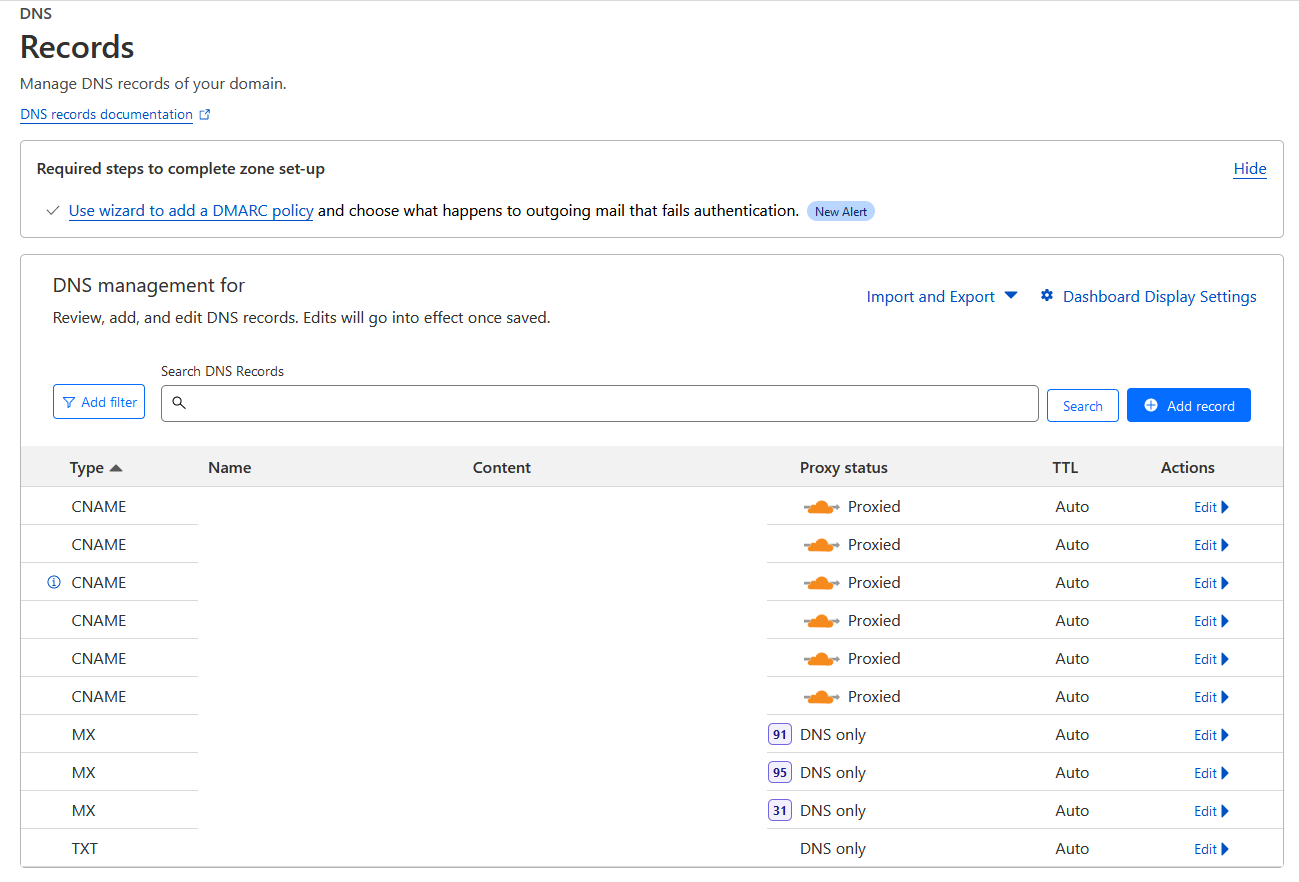 DNS
Records
Manage DNS records of your domain.
DNS records documentation
Required steps to complete zone set-up
Hide
Use wizard to add a DMARC policy and choose what happens to outgoing mail that fails authentication. New Alert
DNS management for
Import and Export
Dashboard Display Settings
Review, add, and edit DNS records. Edits will go into effect once saved.
Search DNS Records
Add filter
Search
Add record
Type Name Content Proxy status TTL Actions
CNAME Proxied Auto Edit
CNAME Proxied Auto Edit
CNAME Proxied Auto Edit
CNAME Proxied Auto Edit
CNAME Proxied Auto Edit
CNAME Proxied Auto Edit
MX 91 DNS only Auto Edit
MX 95 DNS only Auto Edit
MX 31 DNS only Auto Edit
TXT DNS only Auto Edit